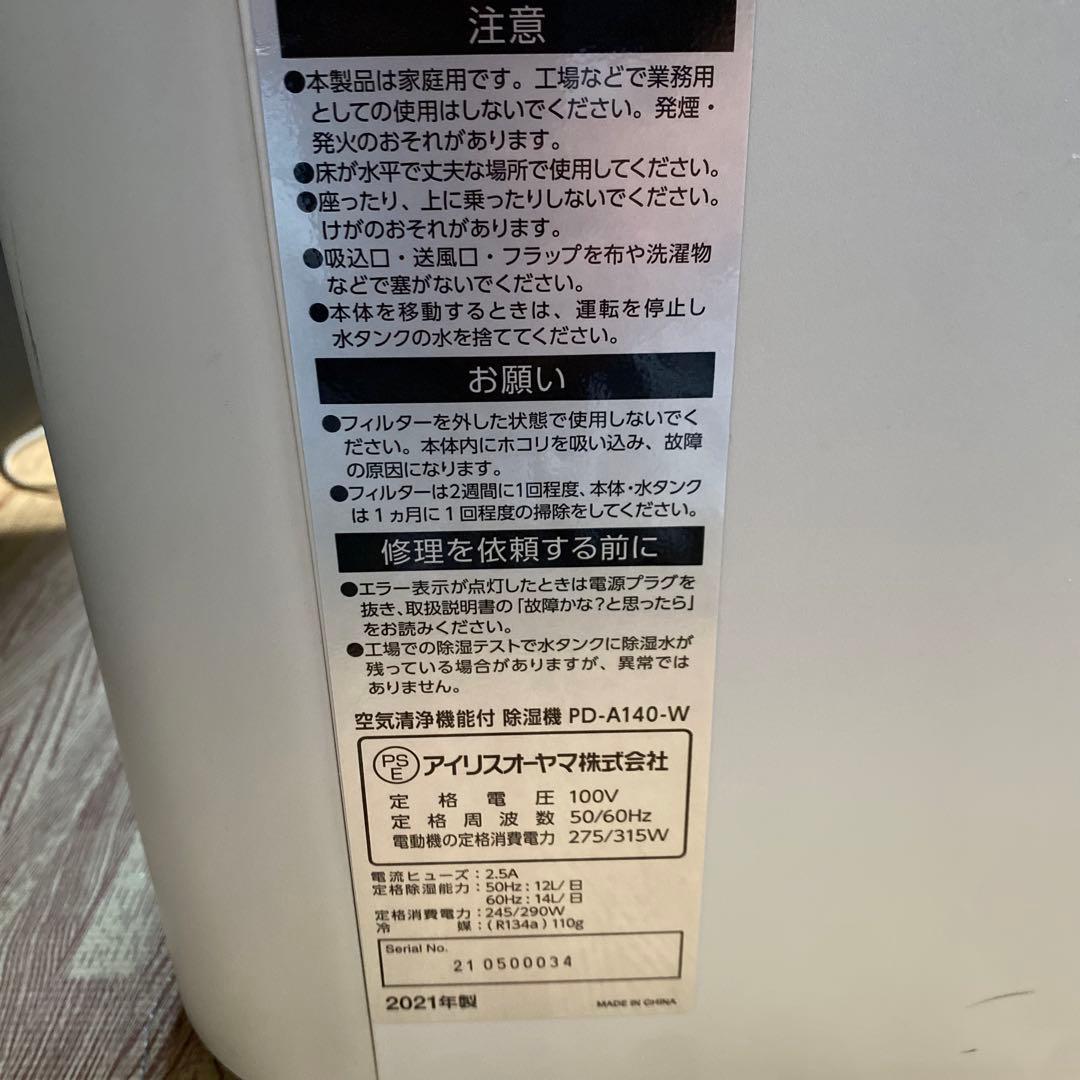 注意
●本製品は家庭用です。工場などで業務用
としての使用はしないでください。発煙・
発火のおそれがあります。
●床が水平で丈夫な場所で使用してください。
●座ったり、上に乗ったりしないでください。
けがのおそれがあります。
●吸込口・送風口・フラップを布や洗濯物
などで塞がないでください。
●本体を移動するときは、運転を停止し
水タンクの水を捨ててください。
お願い
●フィルターを外した状態で使用しないでく
ださい。本体内にホコリを吸い込み、故障
の原因になります。
●フィルターは2週間に1回程度、本体・水タンク
は1ヵ月に1回程度の掃除をしてください。
修理を依頼する前に
●エラー表示が点灯したときは電源プラグを
抜き、取扱説明書の「故障かな?と思ったら」
をお読みください。
●工場での除湿テストで水タンクに除湿水が
残っている場合がありますが、異常では
ありません。
空気清浄機能付 除湿機 PD-A140-W
PSE アイリスオーヤマ株式会社
定格電圧 100V
定格周波数 50/60Hz
電動機の定格消費電力 275/315W
電流ヒューズ:2.5A
定格除湿能力:50Hz:12L/日
60Hz:14L/日
定格消費電力:245/290W
冷媒:(R134a)110g
Serial No.
21 0500034
2021年製 MADE IN CHINA